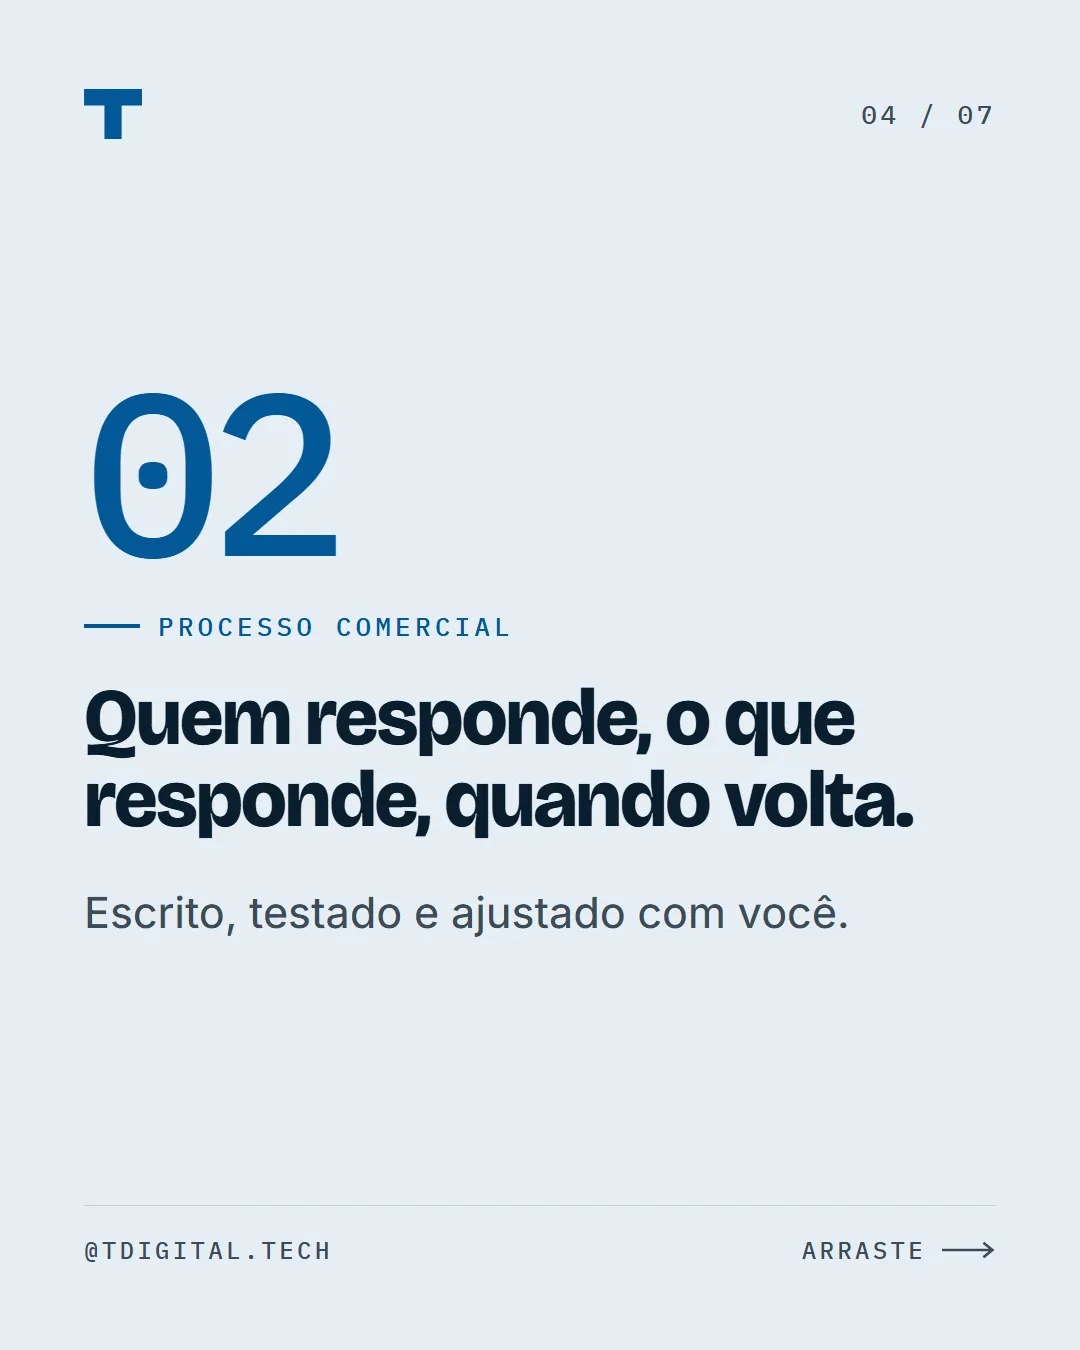 T
04 / 07
02
PROCESSO COMERCIAL
Quem responde, o que
responde, quando volta.
Escrito, testado e ajustado com você.
@TDIGITAL.TECH
ARRASTE